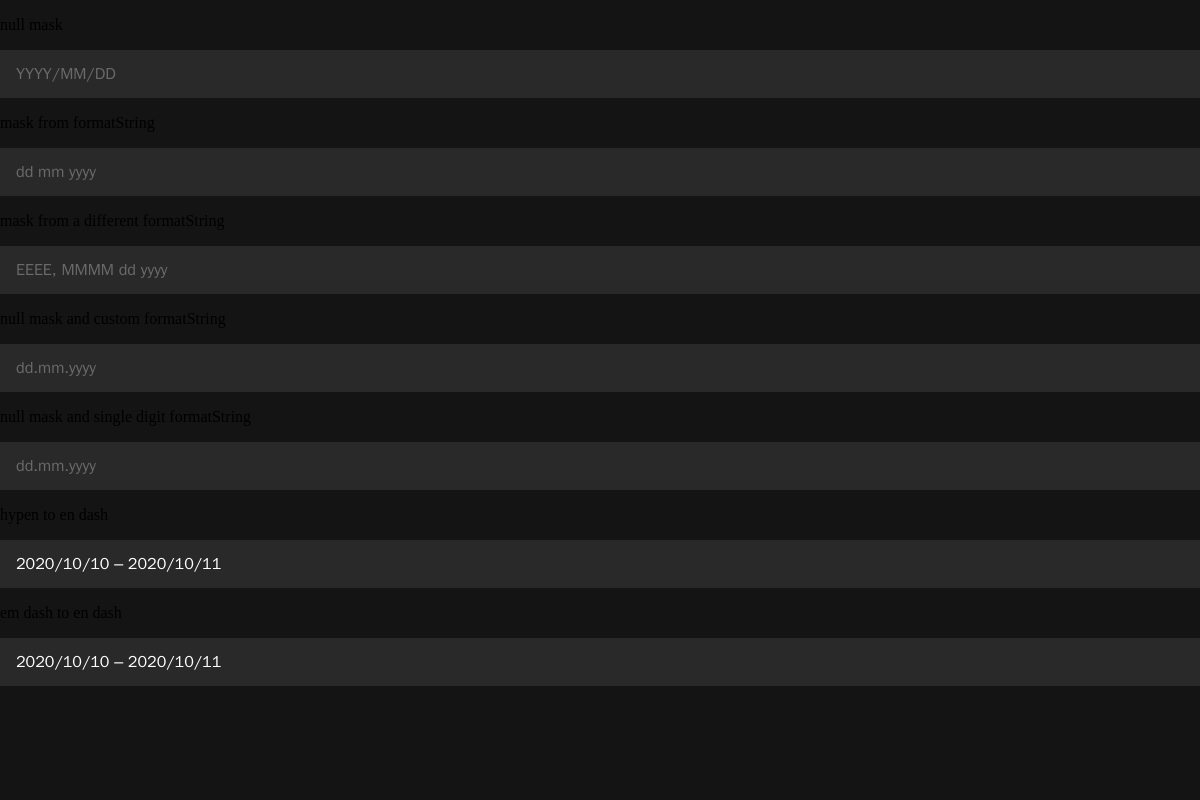 null mask
YYYY/MM/DD
mask from formatString
dd mm yyyy
mask from a different formatString
EEEE, MMMM dd yyyy
null mask and custom formatString
dd.mm.yyyy
null mask and single digit formatString
dd.mm.yyyy
hypen to en dash
2020/10/10 – 2020/10/11
em dash to en dash
2020/10/10 – 2020/10/11